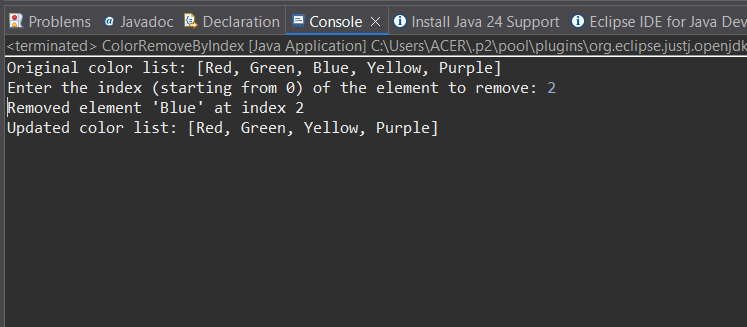 Problems Javadoc Declaration Console Install Java 24 Support Eclipse IDE for Java Dev
<terminated> ColorRemoveByIndex [Java Application] C:\Users\ACER\.p2\pool\plugins\org.eclipse.justj.openjdk
Original color list: [Red, Green, Blue, Yellow, Purple]
Enter the index (starting from 0) of the element to remove: 2
Removed element 'Blue' at index 2
Updated color list: [Red, Green, Yellow, Purple]